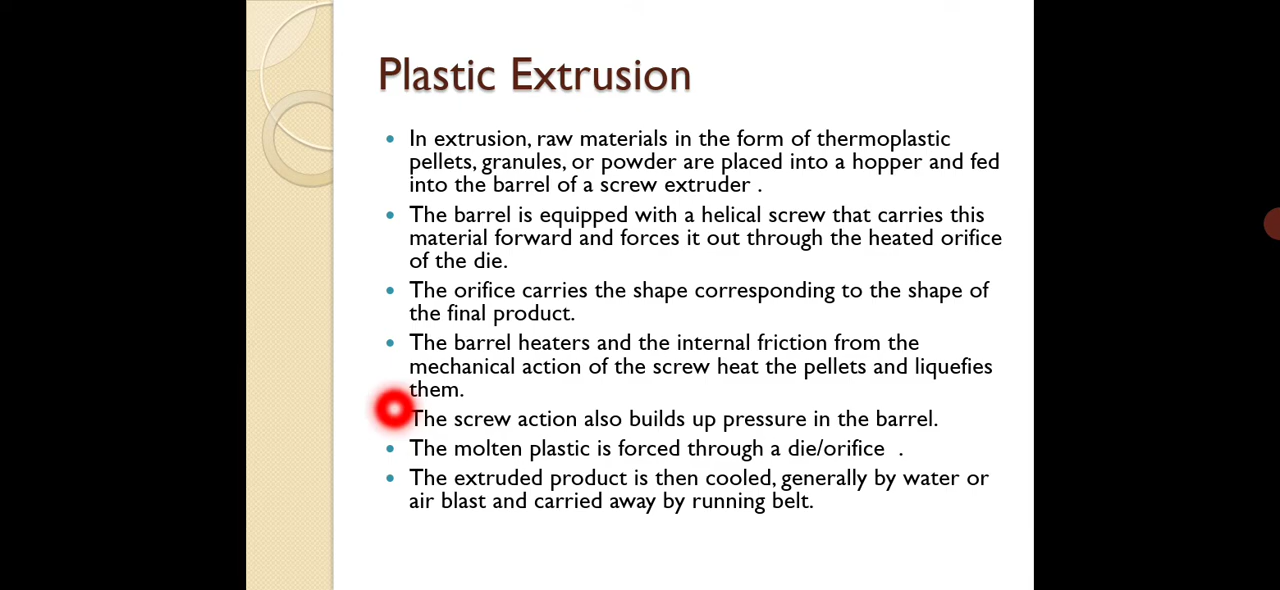 Plastic Extrusion
• In extrusion, raw materials in the form of thermoplastic
pellets, granules, or powder are placed into a hopper and fed
into the barrel of a screw extruder .
• The barrel is equipped with a helical screw that carries this
material forward and forces it out through the heated orifice
of the die.
• The orifice carries the shape corresponding to the shape of
the final product.
• The barrel heaters and the internal friction from the
mechanical action of the screw heat the pellets and liquefies
them.
The screw action also builds up pressure in the barrel.
• The molten plastic is forced through a die/orifice .
• The extruded product is then cooled, generally by water or
air blast and carried away by running belt.